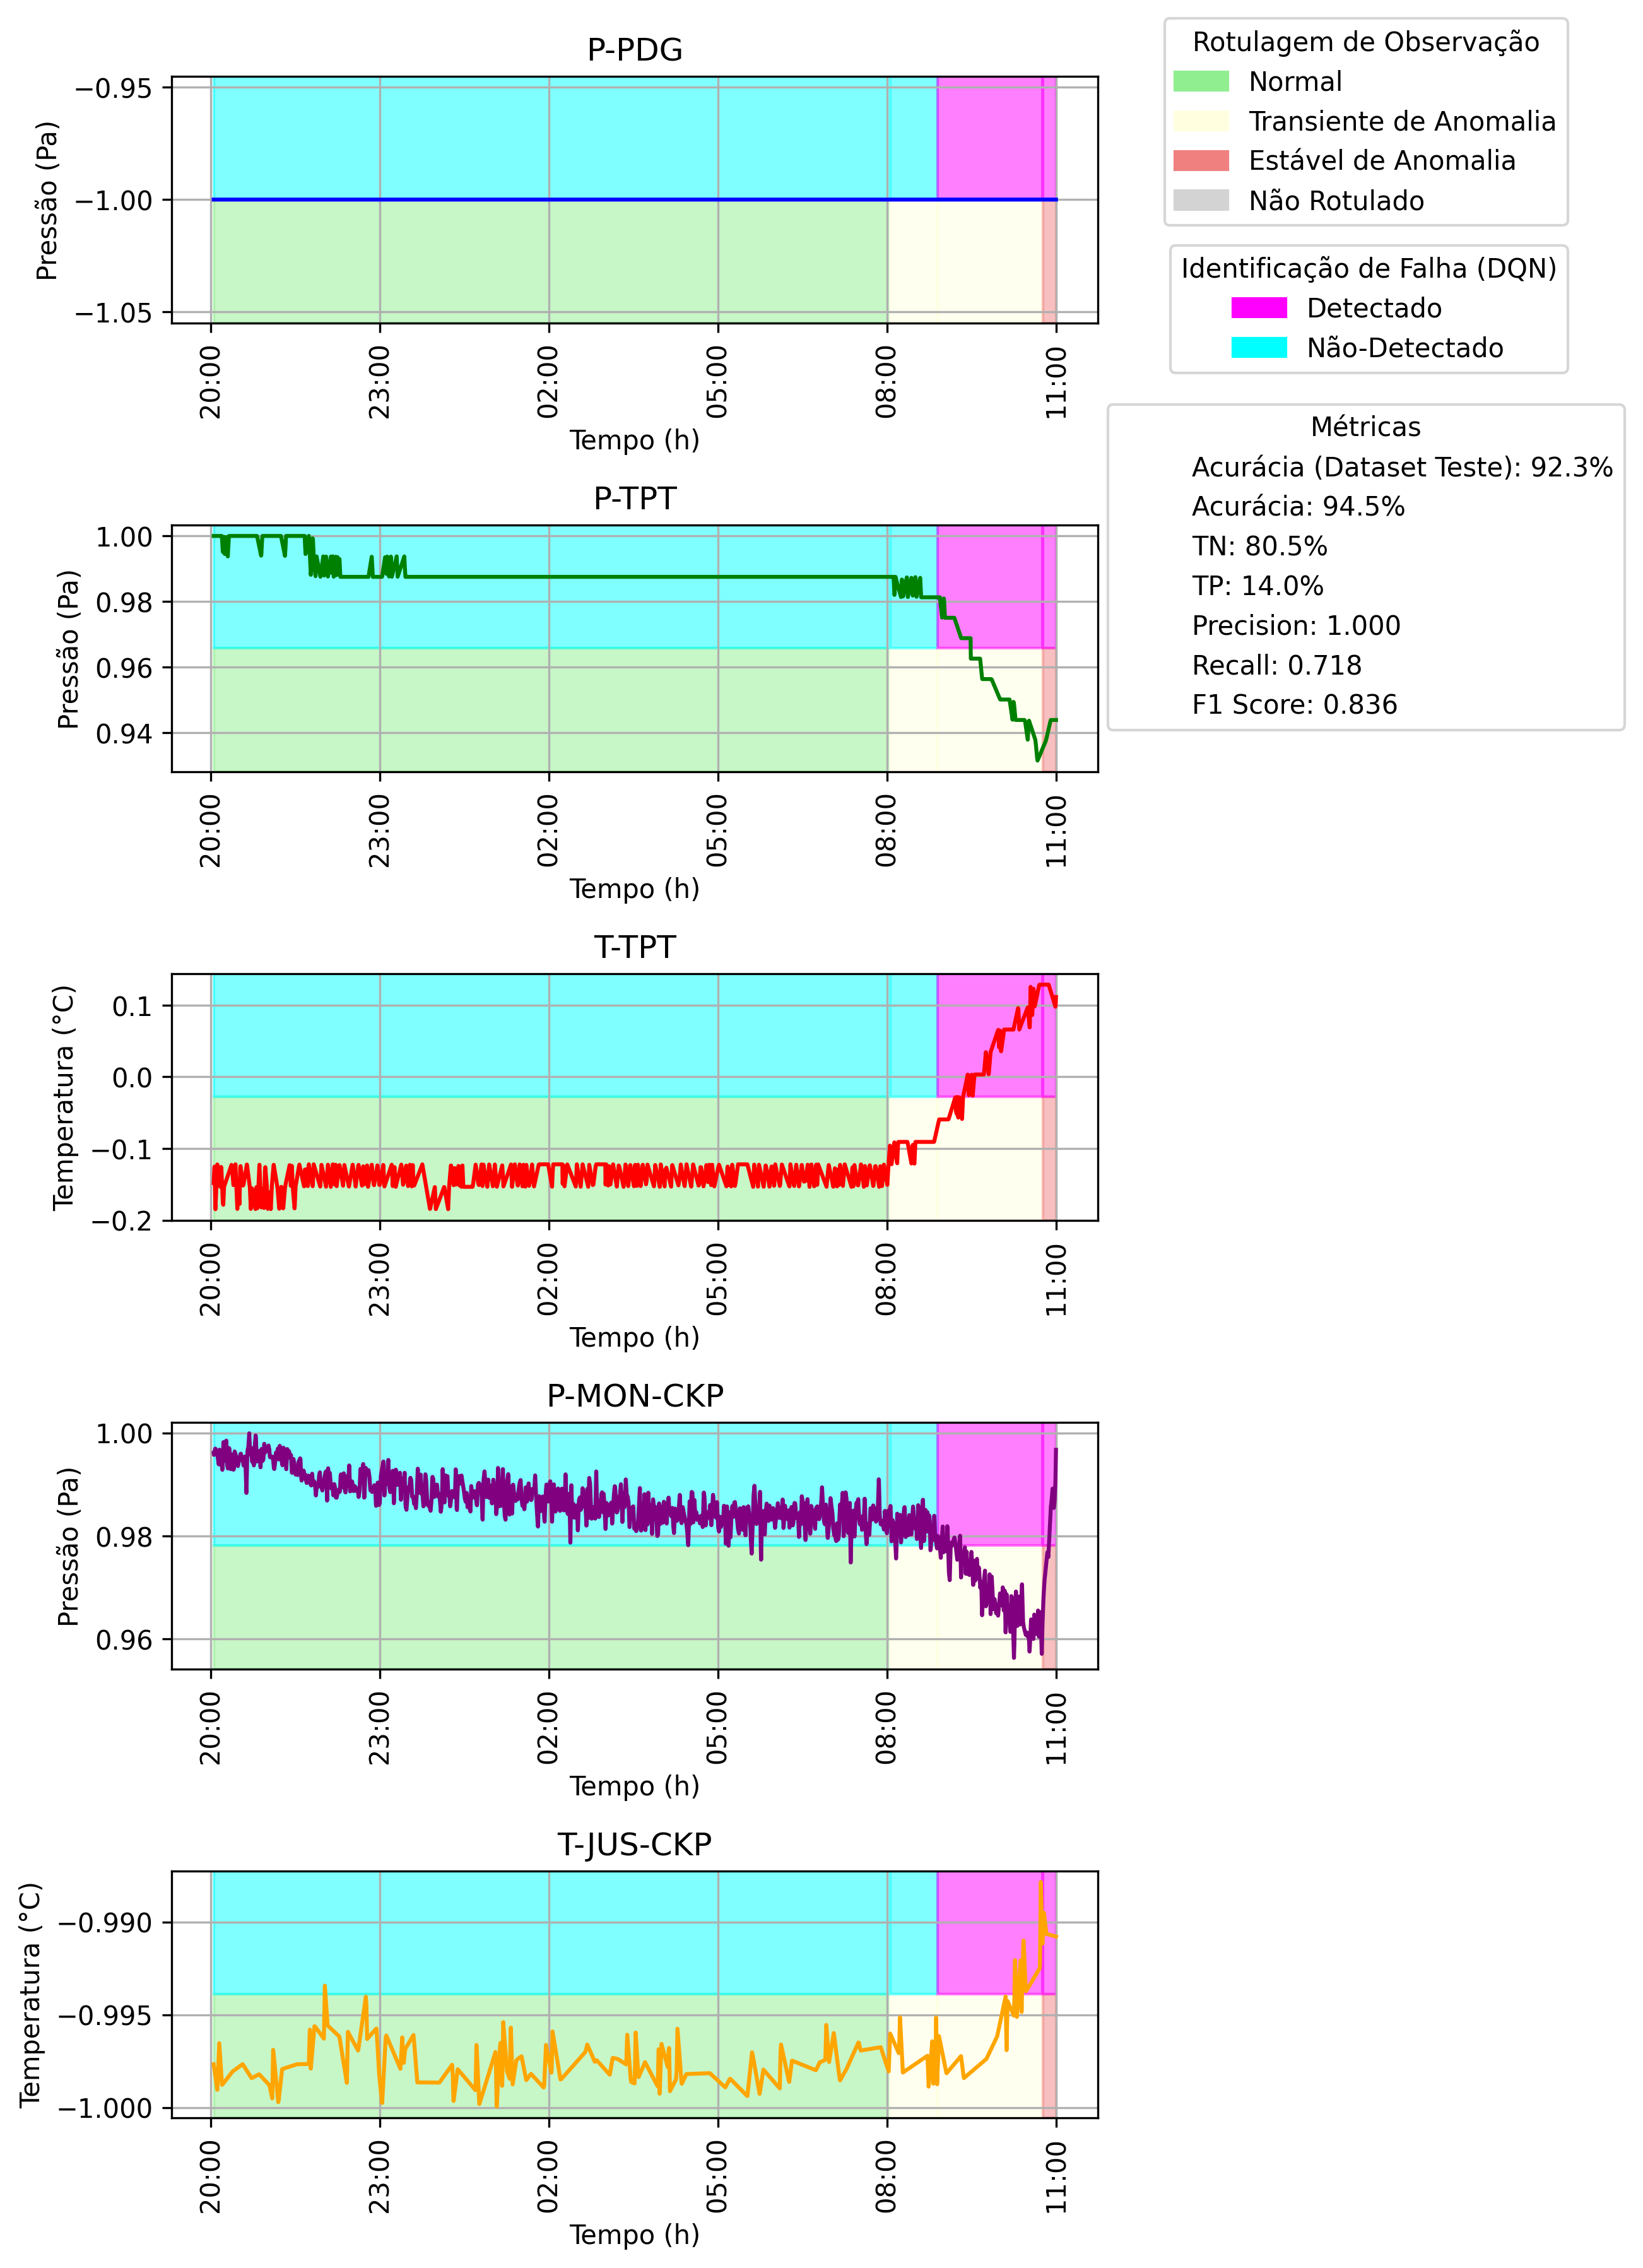 P-PDG
−0.95
−1.00
−1.05
Pressão (Pa)
20:00
23:00
02:00
05:00
08:00
11:00
Tempo (h)
Rotulagem de Observação
Normal
Transiente de Anomalia
Estável de Anomalia
Não Rotulado
Identificação de Falha (DQN)
Detectado
Não-Detectado
Métricas
Acurácia (Dataset Teste): 92.3%
Acurácia: 94.5%
TN: 80.5%
TP: 14.0%
Precision: 1.000
Recall: 0.718
F1 Score: 0.836
P-TPT
1.00
0.98
0.96
0.94
Pressão (Pa)
20:00
23:00
02:00
05:00
08:00
11:00
Tempo (h)
T-TPT
0.1
0.0
−0.1
−0.2
Temperatura (°C)
20:00
23:00
02:00
05:00
08:00
11:00
Tempo (h)
P-MON-CKP
1.00
0.98
0.96
Pressão (Pa)
20:00
23:00
02:00
05:00
08:00
11:00
Tempo (h)
T-JUS-CKP
−0.990
−0.995
−1.000
Temperatura (°C)
20:00
23:00
02:00
05:00
08:00
11:00
Tempo (h)